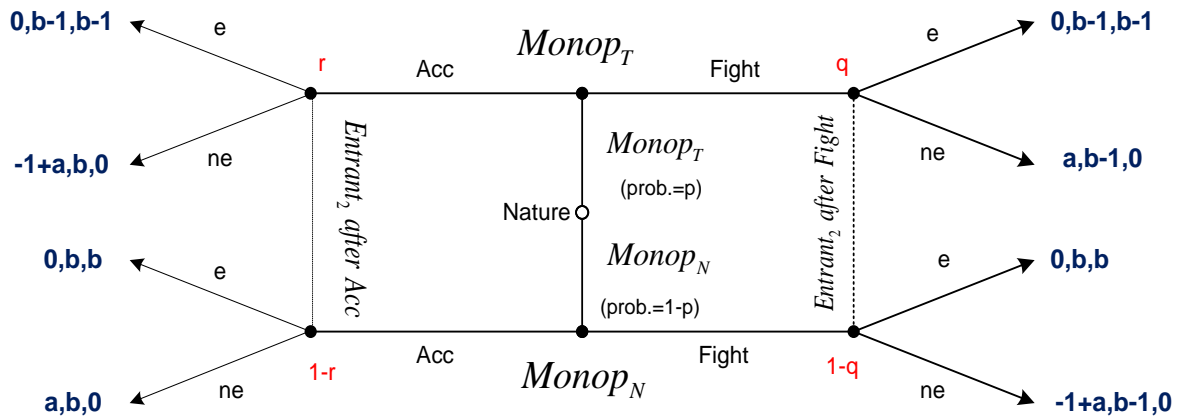 0,b-1,b-1
e
Monop_T
0,b-1,b-1
e
r
Acc
Fight
q
-1+a,b,0
ne
Entrant_2 after Acc
Monop_T
(prob.=p)
Entrant_2 after Fight
ne
a,b-1,0
Nature
0,b,b
e
Monop_N
(prob.=1-p)
e
0,b,b
Acc
Fight
1-r
Monop_N
1-q
a,b,0
ne
ne
-1+a,b-1,0